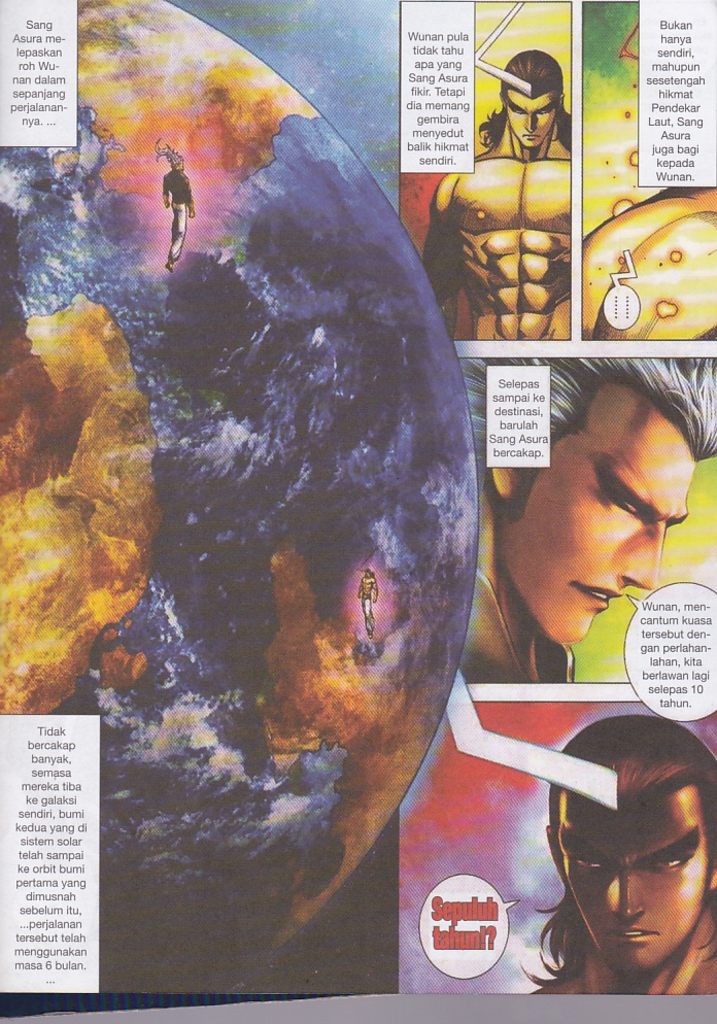 Sang
Asura me-
lepaskan
roh Wu-
nan dalam
sepanjang
perjalanan-
nya. ...
Wunan pula
tidak tahu
apa yang
Sang Asura
fikir. Tetapi
dia memang
gembira
menyedut
balik hikmat
sendiri.
Bukan
hanya
sendiri,
mahupun
sesetengah
hikmat
Pendekar
Laut, Sang
Asura
juga bagi
kepada
Wunan.
......
Selepas
sampai ke
destinasi,
barulah
Sang Asura
bercakap.
Wunan, men-
cantum kuasa
tersebut den-
gan perlahan-
lahan, kita
berlawan lagi
selepas 10
tahun.
Tidak
bercakap
banyak,
semasa
mereka tiba
ke galaksi
sendiri, bumi
kedua yang di
sistem solar
telah sampai
ke orbit bumi
pertama yang
dimusnah
sebelum itu,
...perjalanan
tersebut telah
menggunakan
masa 6 bulan.
...
Sepuluh
tahun!?